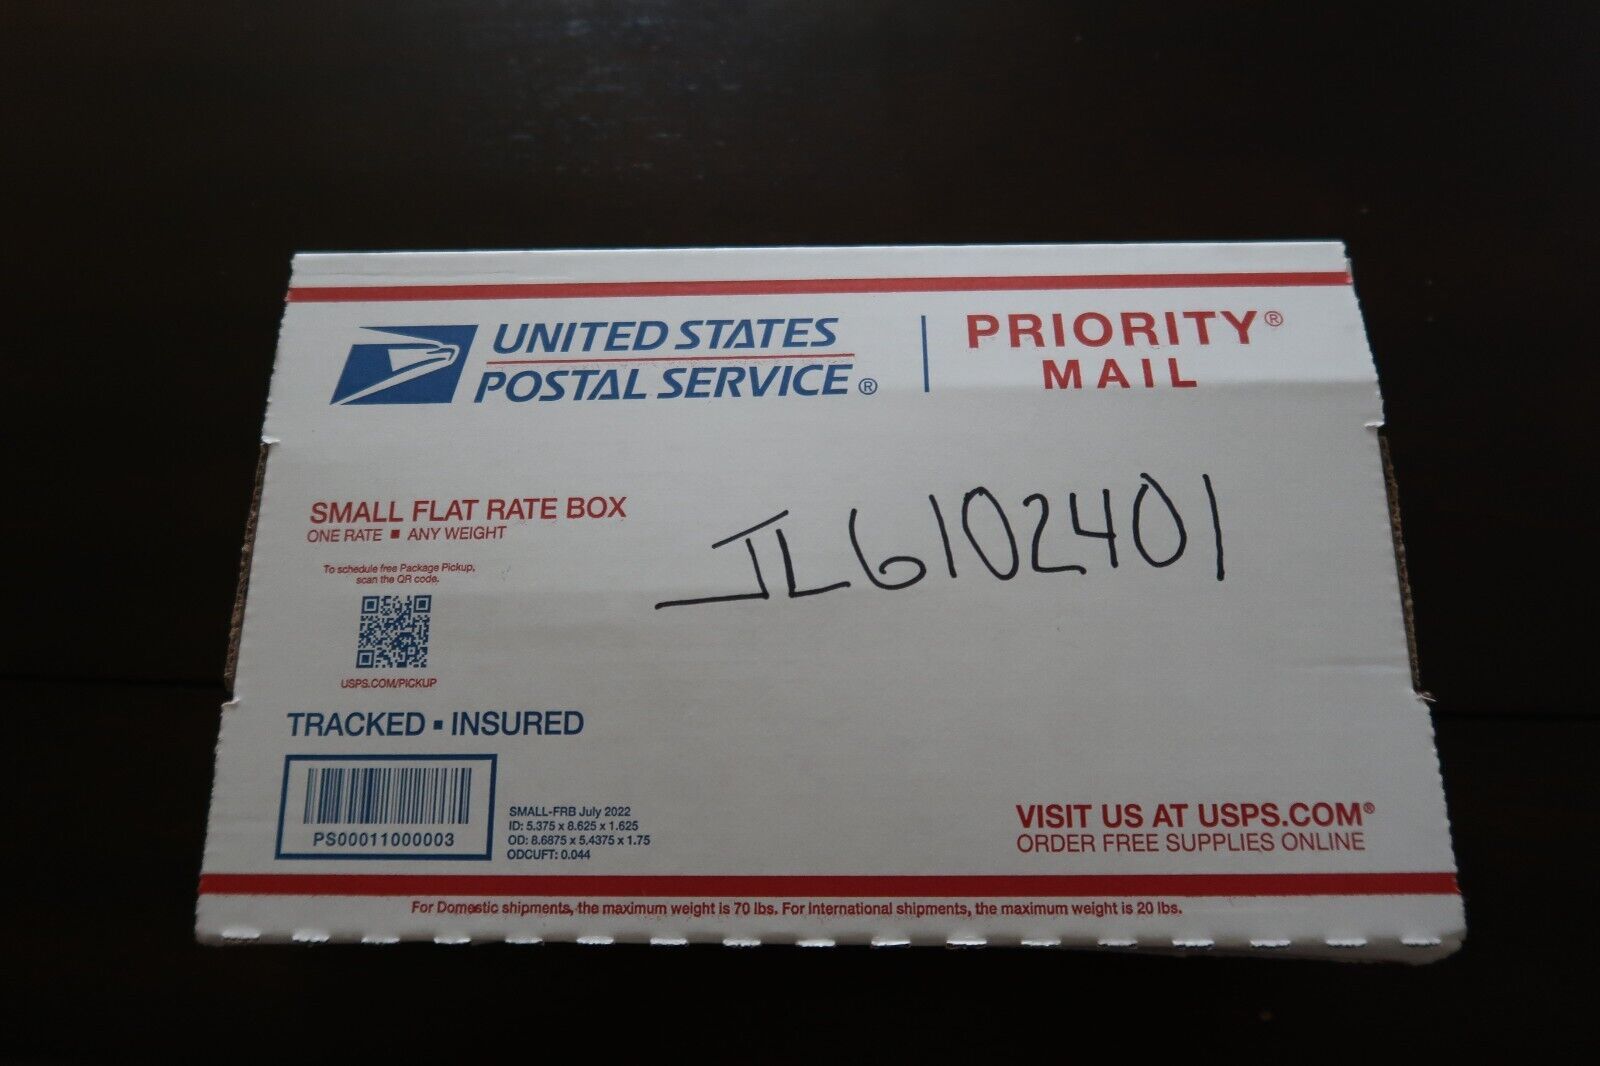 UNITED STATES
POSTAL SERVICE®
PRIORITY®
MAIL
SMALL FLAT RATE BOX
ONE RATE ▪ ANY WEIGHT
To schedule free Package Pickup,
scan the QR code.
USPS.COM/PICKUP
JL6102401
TRACKED ▪ INSURED
PS00011000003
SMALL-FRB July 2022
ID: 5.375 x 8.625 x 1.625
OD: 8.6875 x 5.4375 x 1.75
ODCUFT: 0.044
VISIT US AT USPS.COM®
ORDER FREE SUPPLIES ONLINE
For Domestic shipments, the maximum weight is 70 lbs. For International shipments, the maximum weight is 20 lbs.